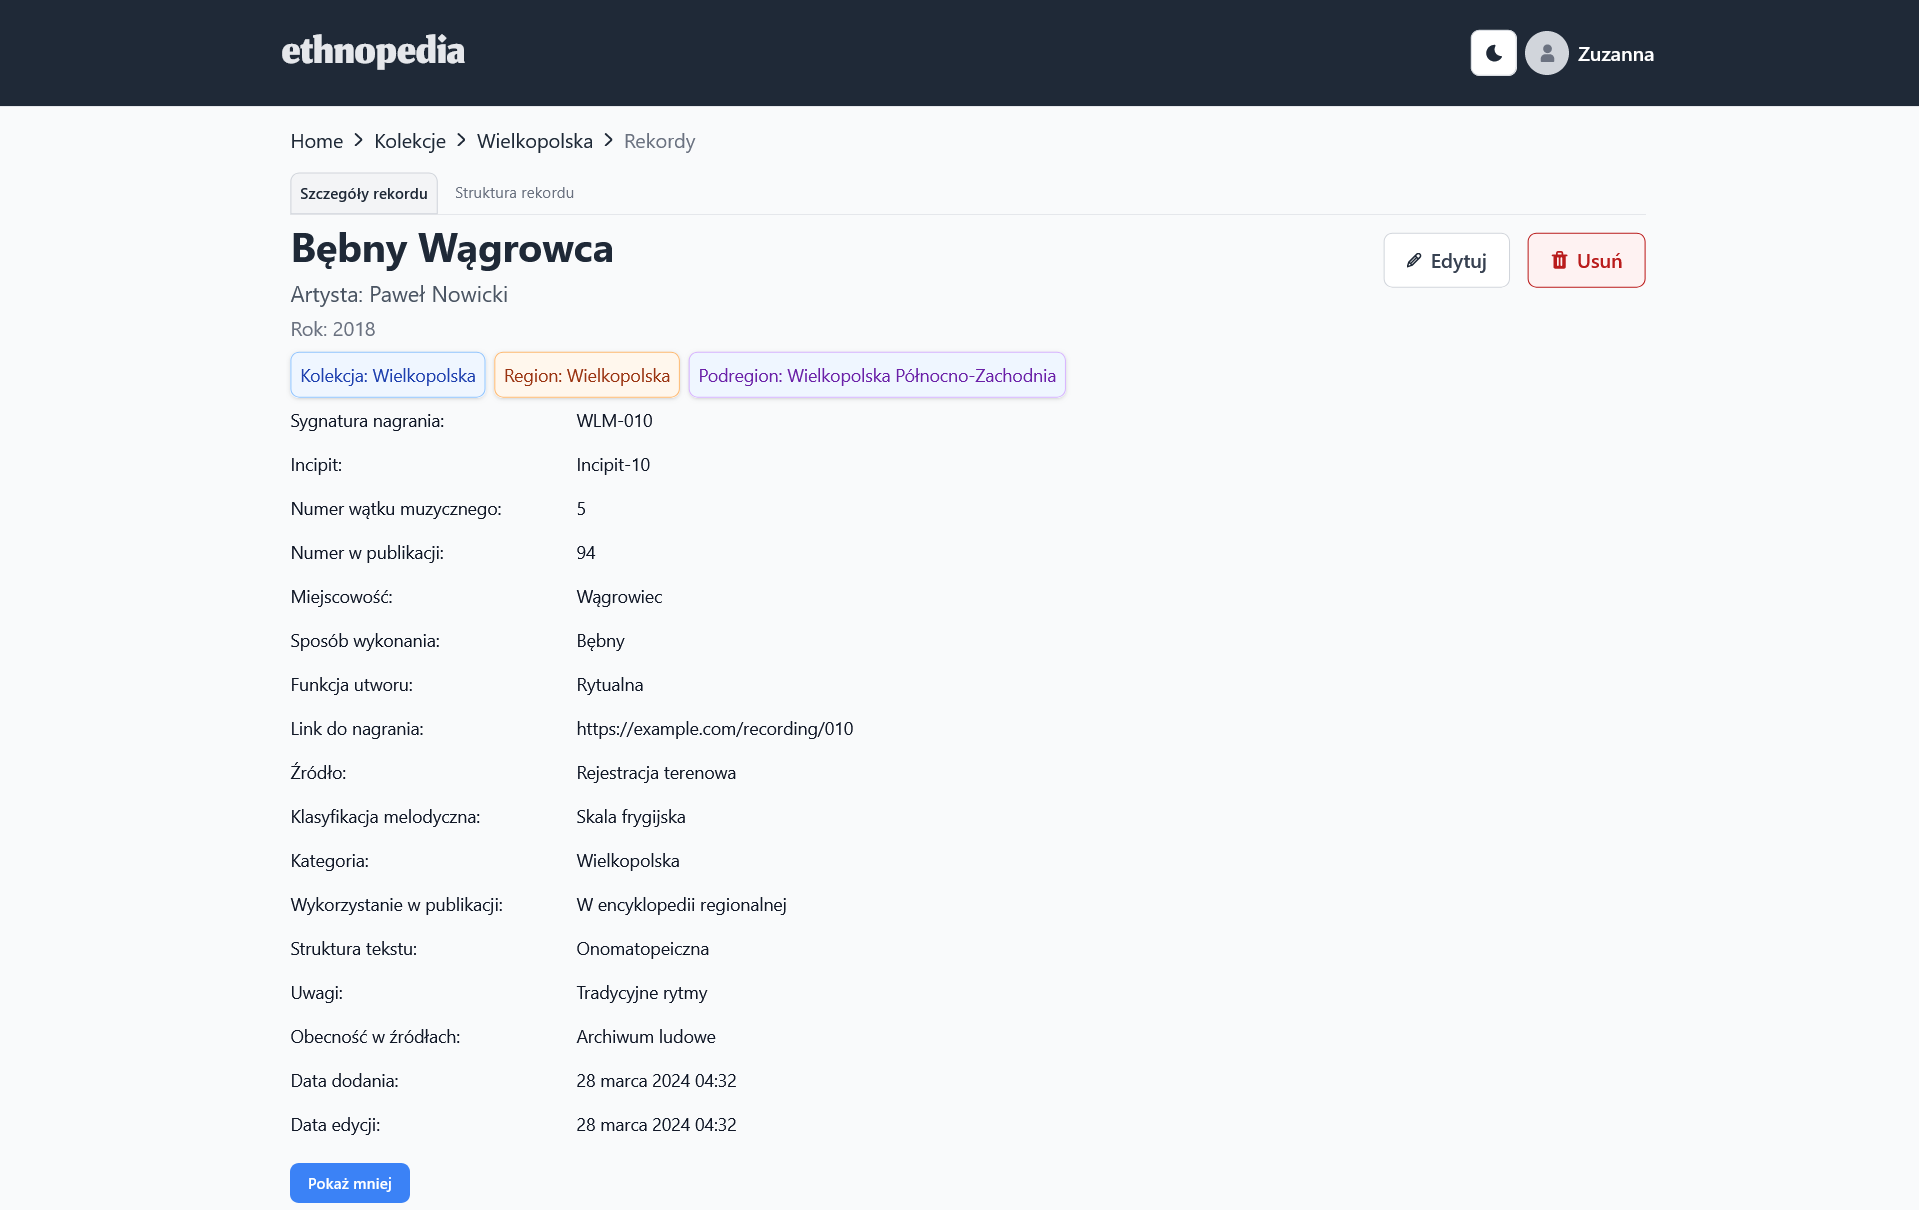 ethnopedia
Zuzanna
Home > Kolekcje > Wielkopolska > Rekordy
Szczegóły rekordu Struktura rekordu
Bębny Wągrowca
Edytuj Usuń
Artysta: Paweł Nowicki
Rok: 2018
Kolekcja: Wielkopolska Region: Wielkopolska Podregion: Wielkopolska Północno-Zachodnia
Sygnatura nagrania: WLM-010
Incipit: Incipit-10
Numer wątku muzycznego: 5
Numer w publikacji: 94
Miejscowość: Wągrowiec
Sposób wykonania: Bębny
Funkcja utworu: Rytualna
Link do nagrania: https://example.com/recording/010
Źródło: Rejestracja terenowa
Klasyfikacja melodyczna: Skala frygijska
Kategoria: Wielkopolska
Wykorzystanie w publikacji: W encyklopedii regionalnej
Struktura tekstu: Onomatopeiczna
Uwagi: Tradycyjne rytmy
Obecność w źródłach: Archiwum ludowe
Data dodania: 28 marca 2024 04:32
Data edycji: 28 marca 2024 04:32
Pokaż mniej